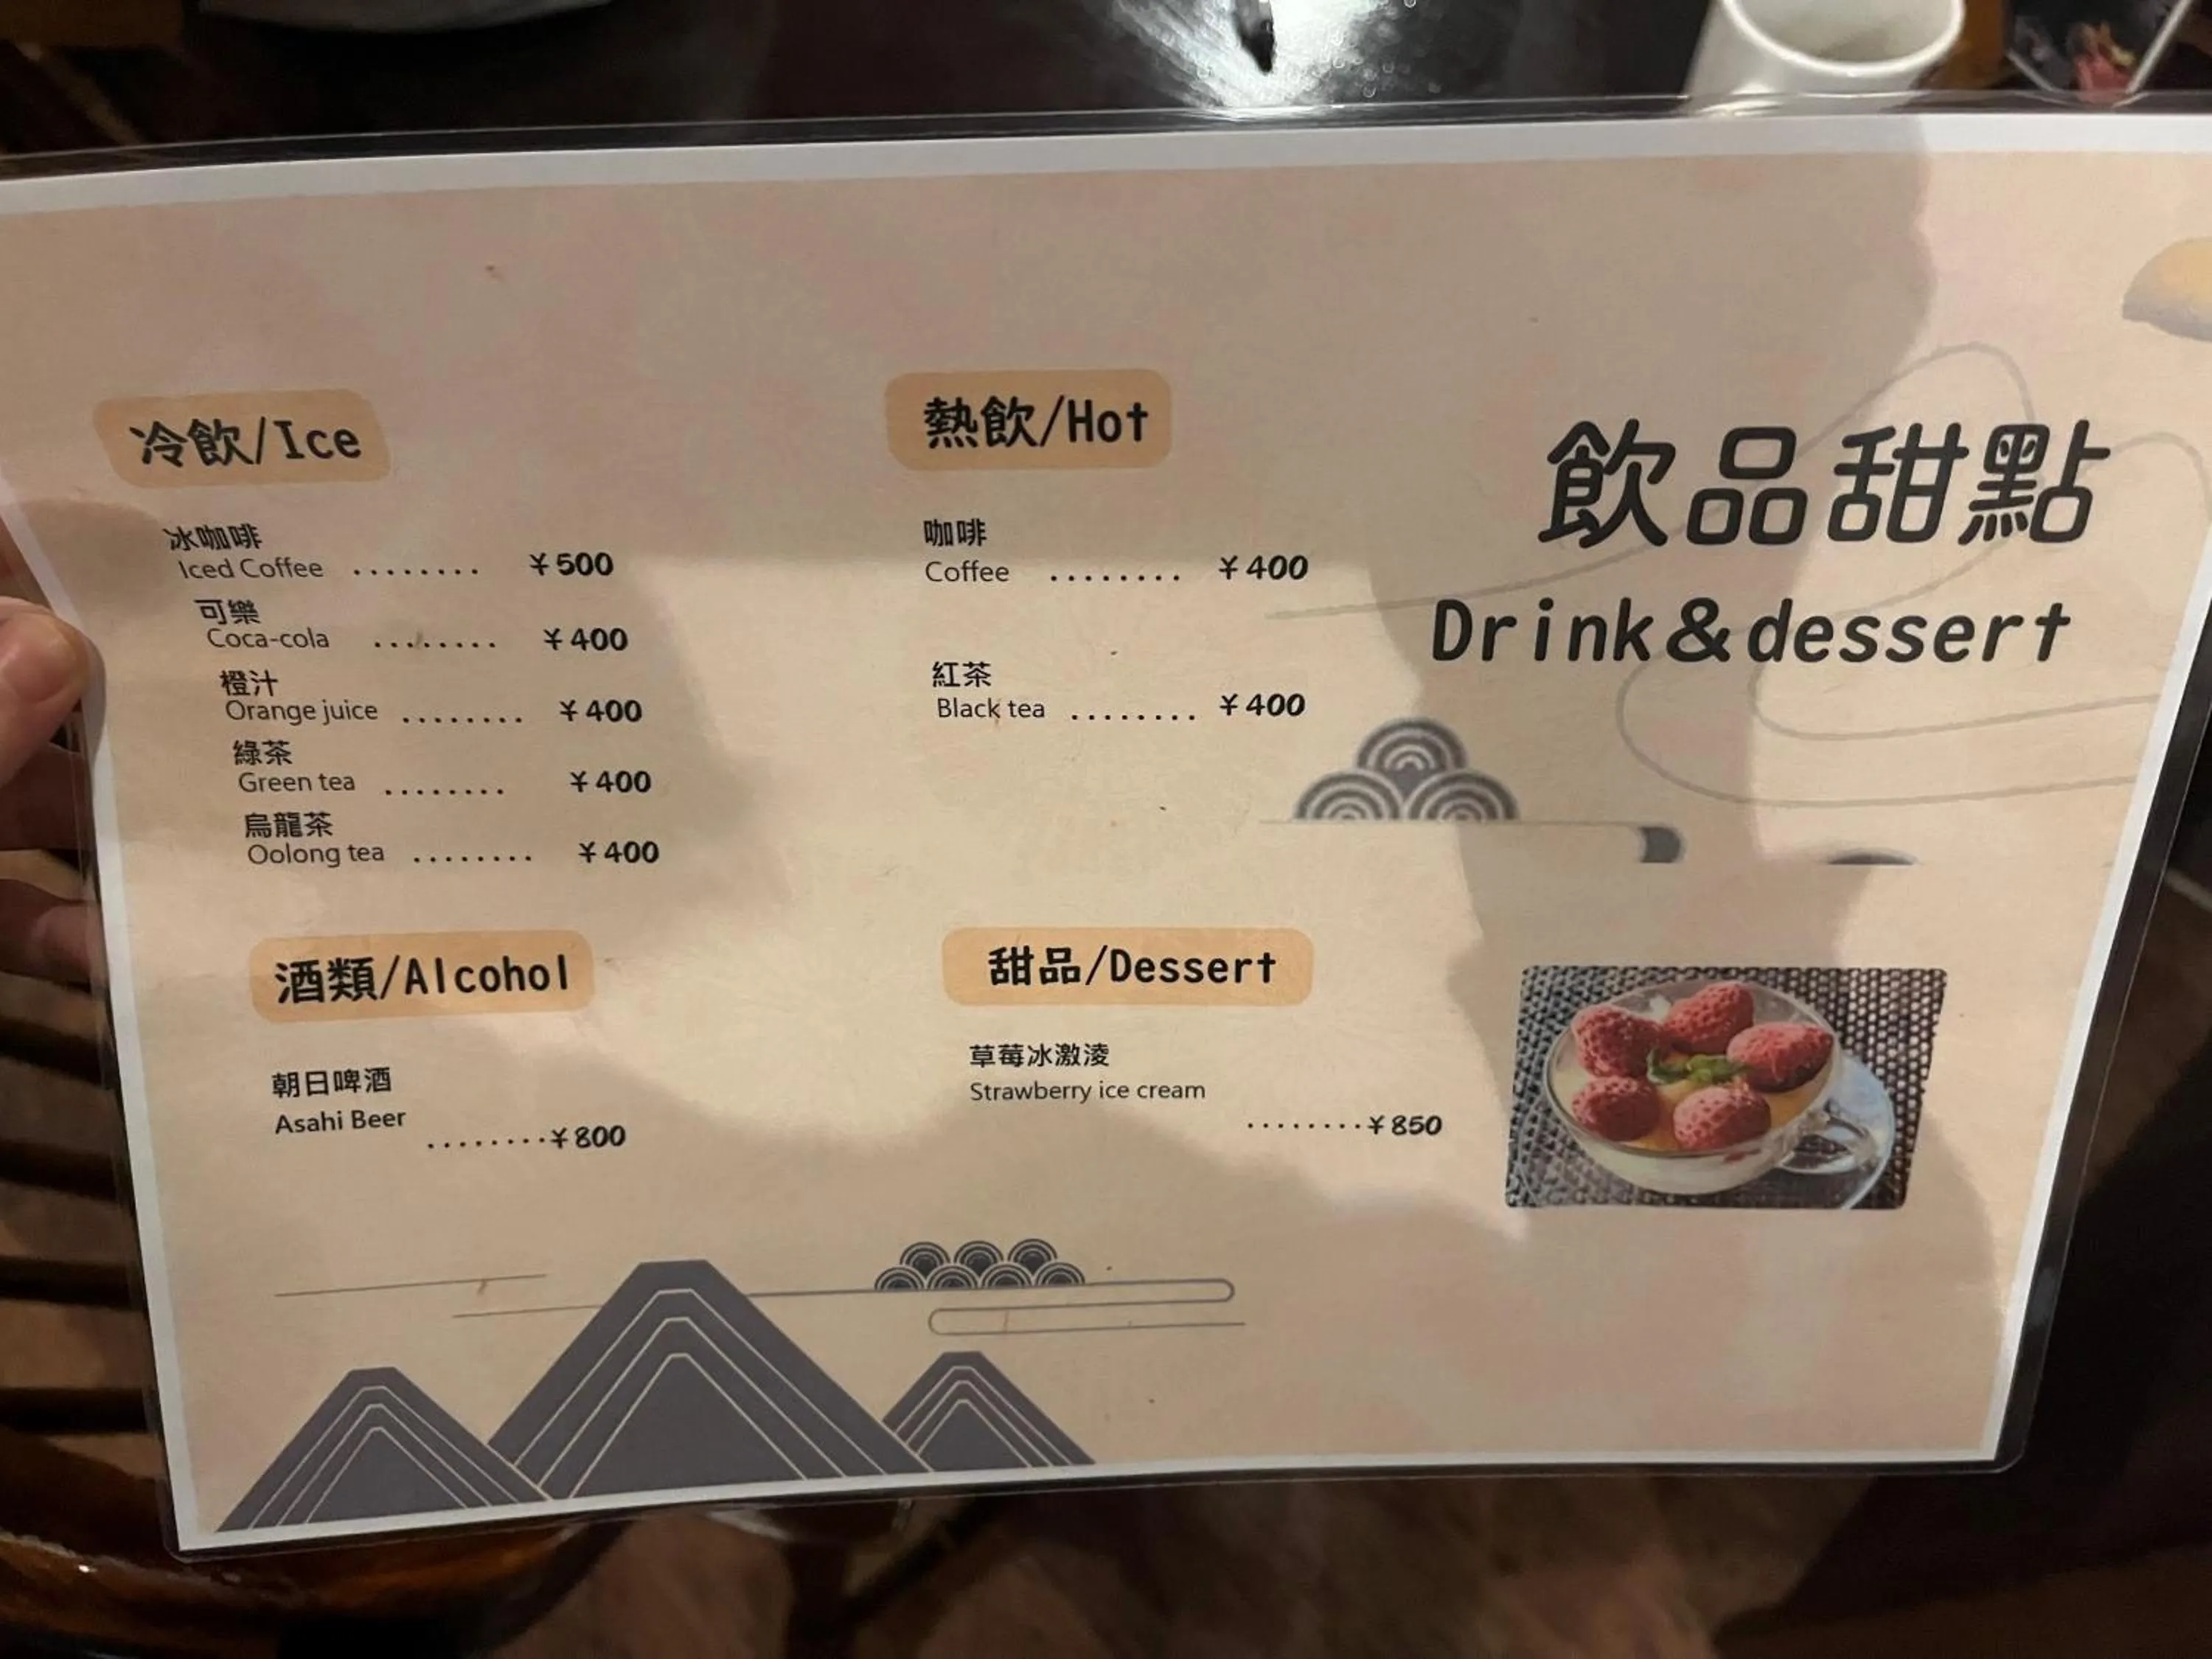 飲品甜點
Drink&dessert
冷飲/Ice
冰咖啡
Iced Coffee ........ ¥500
可樂
Coca-cola ........ ¥400
橙汁
Orange juice ........ ¥400
綠茶
Green tea ........ ¥400
烏龍茶
Oolong tea ........ ¥400
熱飲/Hot
咖啡
Coffee ........ ¥400
紅茶
Black tea ........ ¥400
酒類/Alcohol
朝日啤酒
Asahi Beer
........¥800
甜品/Dessert
草莓冰激淩
Strawberry ice cream
........¥850